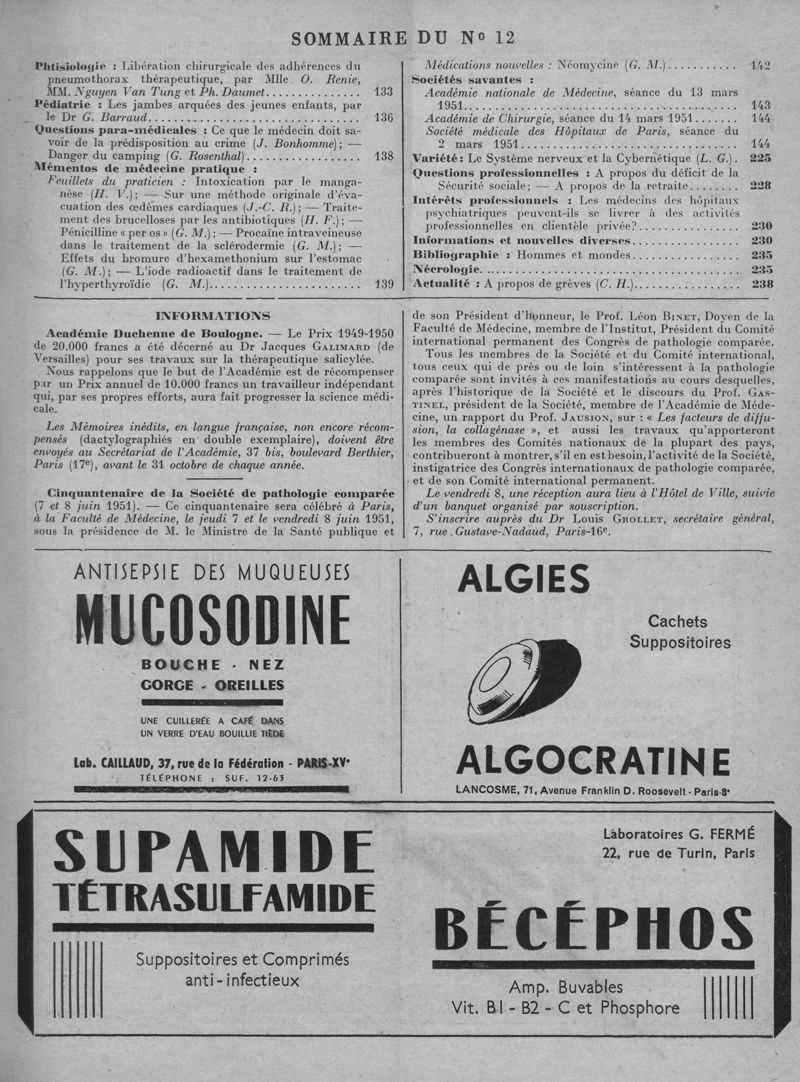 SOMMAIRE DU Nº 12
Phtisiologie : Libération chirurgicale des adhérences du
pneumothorax thérapeutique, par Mlle O. Renie,
MM. Nguyen Van Tung et Ph. Daumet............... 133
Pédiatrie : Les jambes arquées des jeunes enfants, par
le Dr G. Barraud................................. 136
Questions para-médicales : Ce que le médecin doit sa-
voir de la prédisposition au crime (J. Bonhomme); —
Danger du camping (G. Rosenthal)................. 138
Mémentos de médecine pratique :
Feuillets du praticien : Intoxication par le manga-
nèse (H. V.); — Sur une méthode originale d'éva-
cuation des œdèmes cardiaques (J.-C. R.); — Traite-
ment des brucelloses par les antibiotiques (H. F.); —
Pénicilline « per os » (G. M.); — Procaïne intraveineuse
dans le traitement de la sclérodermie (G. M.); —
Effets du bromure d'hexamethonium sur l'estomac
(G. M.); — L'iode radioactif dans le traitement de
l'hyperthyroïdie (G. M.)...................... 139
Médications nouvelles : Néomycine (G. M.)........... 142
Sociétés savantes :
Académie nationale de Médecine, séance du 13 mars
1951........................................... 143
Académie de Chirurgie, séance du 14 mars 1951....... 144
Société médicale des Hôpitaux de Paris, séance du
2 mars 1951.................................... 144
Variété: Le Système nerveux et la Cybernétique (L. G.). 225
Questions professionnelles : A propos du déficit de la
Sécurité sociale; — A propos de la retraite........ 228
Intérêts professionnels : Les médecins des hôpitaux
psychiatriques peuvent-ils se livrer à des activités
professionnelles en clientèle privée?............... 230
Informations et nouvelles diverses................ 230
Bibliographie : Hommes et mondes................ 235
Nécrologie........................................ 235
Actualité : A propos de grèves (C. H.)................ 238
INFORMATIONS
Académie Duchenne de Boulogne. — Le Prix 1949-1950
de 20.000 francs a été décerné au Dr Jacques GALIMARD (de
Versailles) pour ses travaux sur la thérapeutique salicylée.
Nous rappelons que le but de l'Académie est de récompenser
par un Prix annuel de 10.000 francs un travailleur indépendant
qui, par ses propres efforts, aura fait progresser la science médi-
cale.
Les Mémoires inédits, en langue française, non encore récom-
pensés (dactylographiés en double exemplaire), doivent être
envoyés au Secrétariat de l'Académie, 37 bis, boulevard Berthier,
Paris (17e), avant le 31 octobre de chaque année.
Cinquantenaire de la Société de pathologie comparée
(7 et 8 juin 1951). — Ce cinquantenaire sera célébré à Paris,
à la Faculté de Médecine, le jeudi 7 et le vendredi 8 juin 1951,
sous la présidence de M. le Ministre de la Santé publique et
de son Président d'honneur, le Prof. Léon BINET, Doyen de la
Faculté de Médecine, membre de l'Institut, Président du Comité
international permanent des Congrès de pathologie comparée.
Tous les membres de la Société et du Comité international,
tous ceux qui de près ou de loin s'intéressent à la pathologie
comparée sont invités à ces manifestations au cours desquelles,
après l'historique de la Société et le discours du Prof. GAS-
TINEL, président de la Société, membre de l'Académie de Méde-
cine, un rapport du Prof. JAUSION, sur : « Les facteurs de diffu-
sion, la collagénase », et aussi les travaux qu'apporteront
les membres des Comités nationaux de la plupart des pays,
contribueront à montrer, s'il en est besoin, l'activité de la Société,
instigatrice des Congrès internationaux de pathologie comparée,
et de son Comité international permanent.
Le vendredi 8, une réception aura lieu à l'Hôtel de Ville, suivie
d'un banquet organisé par souscription.
S'inscrire auprès du Dr Louis GROLLET, secrétaire général,
7, rue Gustave-Nadaud, Paris-16e.
ANTISEPSIE DES MUQUEUSES
MUCOSODINE
BOUCHE - NEZ
GORGE - OREILLES
UNE CUILLERÉE A CAFÉ DANS
UN VERRE D'EAU BOUILLIE TIÈDE
Lab. CAILLAUD, 37, rue de la Fédération - PARIS-XVe
TÉLÉPHONE : SUF. 12-63
ALGIES
Cachets
Suppositoires
ALGOCRATINE
LANCOSME, 71, Avenue Franklin D. Roosevelt - Paris-8e
SUPAMIDE
TÉTRASULFAMIDE
Suppositoires et Comprimés
anti-infectieux
Laboratoires G. FERMÉ
22, rue de Turin, Paris
BÉCÉPHOS
Amp. Buvables
Vit. B1 - B2 - C et Phosphore